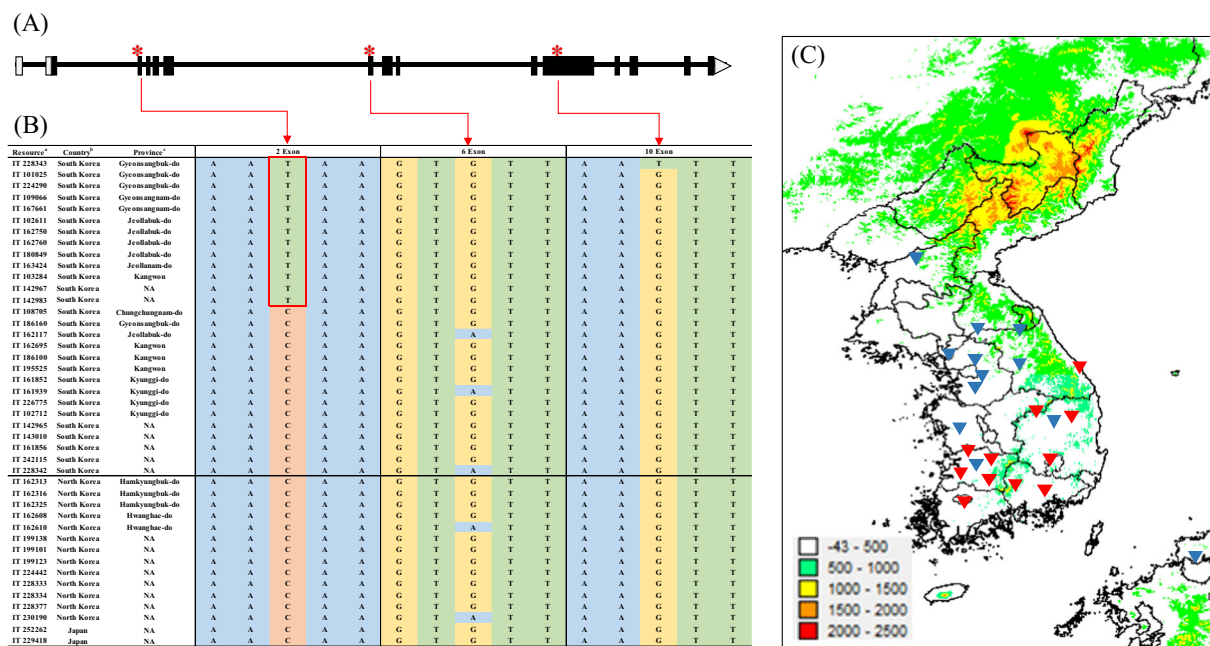 (A)
* * *
(B)
Resourceᵃ Countryᵇ Provinceᶜ 2 Exon 6 Exon 10 Exon
IT 228343 South Korea Gyeonsangbuk-do A A T A A G T G T T A A T T T
IT 101025 South Korea Gyeonsangbuk-do A A T A A G T G T T A A G T T
IT 224290 South Korea Gyeonsangbuk-do A A T A A G T G T T A A G T T
IT 109066 South Korea Gyeonsangnam-do A A T A A G T G T T A A G T T
IT 167661 South Korea Gyeonsangnam-do A A T A A G T G T T A A G T T
IT 102611 South Korea Jeollabuk-do A A T A A G T G T T A A G T T
IT 162750 South Korea Jeollabuk-do A A T A A G T G T T A A G T T
IT 162760 South Korea Jeollabuk-do A A T A A G T G T T A A G T T
IT 180849 South Korea Jeollabuk-do A A T A A G T G T T A A G T T
IT 163424 South Korea Jeollanam-do A A T A A G T G T T A A G T T
IT 103284 South Korea Kangwon A A T A A G T G T T A A G T T
IT 142967 South Korea NA A A T A A G T G T T A A G T T
IT 142983 South Korea NA A A T A A G T G T T A A G T T
IT 108705 South Korea Chungchungnam-do A A C A A G T G T T A A G T T
IT 186160 South Korea Gyeonsangbuk-do A A C A A G T G T T A A G T T
IT 162117 South Korea Jeollabuk-do A A C A A G T A T T A A G T T
IT 162695 South Korea Kangwon A A C A A G T G T T A A G T T
IT 186100 South Korea Kangwon A A C A A G T G T T A A G T T
IT 195525 South Korea Kangwon A A C A A G T G T T A A G T T
IT 161852 South Korea Kyunggi-do A A C A A G T G T T A A G T T
IT 161939 South Korea Kyunggi-do A A C A A G T A T T A A G T T
IT 226775 South Korea Kyunggi-do A A C A A G T G T T A A G T T
IT 102712 South Korea Kyunggi-do A A C A A G T G T T A A G T T
IT 142965 South Korea NA A A C A A G T G T T A A G T T
IT 143010 South Korea NA A A C A A G T G T T A A G T T
IT 161856 South Korea NA A A C A A G T G T T A A G T T
IT 242115 South Korea NA A A C A A G T G T T A A G T T
IT 228342 South Korea NA A A C A A G T A T T A A G T T
IT 162313 North Korea Hamkyungbuk-do A A C A A G T G T T A A G T T
IT 162316 North Korea Hamkyungbuk-do A A C A A G T G T T A A G T T
IT 162325 North Korea Hamkyungbuk-do A A C A A G T G T T A A G T T
IT 162608 North Korea Hwanghae-do A A C A A G T G T T A A G T T
IT 162610 North Korea Hwanghae-do A A C A A G T A T T A A G T T
IT 199138 North Korea NA A A C A A G T G T T A A G T T
IT 199101 North Korea NA A A C A A G T G T T A A G T T
IT 199123 North Korea NA A A C A A G T G T T A A G T T
IT 224442 North Korea NA A A C A A G T G T T A A G T T
IT 228333 North Korea NA A A C A A G T G T T A A G T T
IT 228334 North Korea NA A A C A A G T G T T A A G T T
IT 228377 North Korea NA A A C A A G T G T T A A G T T
IT 230190 North Korea NA A A C A A G T A T T A A G T T
IT 252262 Japan NA A A C A A G T G T T A A G T T
IT 229418 Japan NA A A C A A G T G T T A A G T T
(C)
-43 - 500
500 - 1000
1000 - 1500
1500 - 2000
2000 - 2500